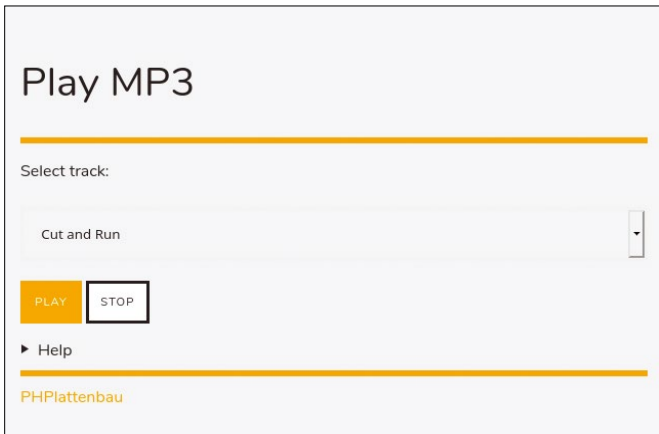 Play MP3
Select track:
Cut and Run
PLAY STOP
Help
PHPlattenbau